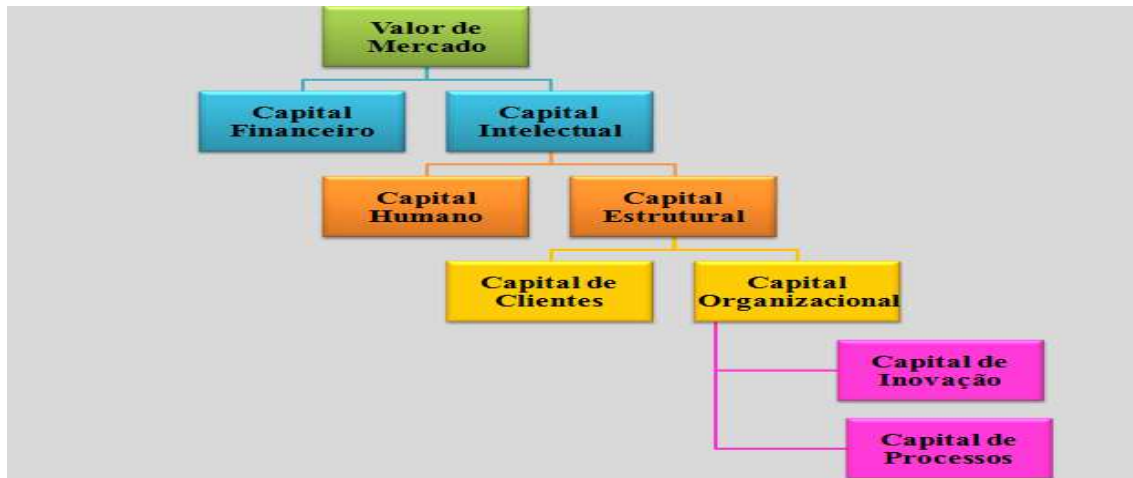 Valor de
Mercado
Capital
Financeiro
Capital
Intelectual
Capital
Humano
Capital
Estrutural
Capital de
Clientes
Capital
Organizacional
Capital de
Inovação
Capital de
Processos